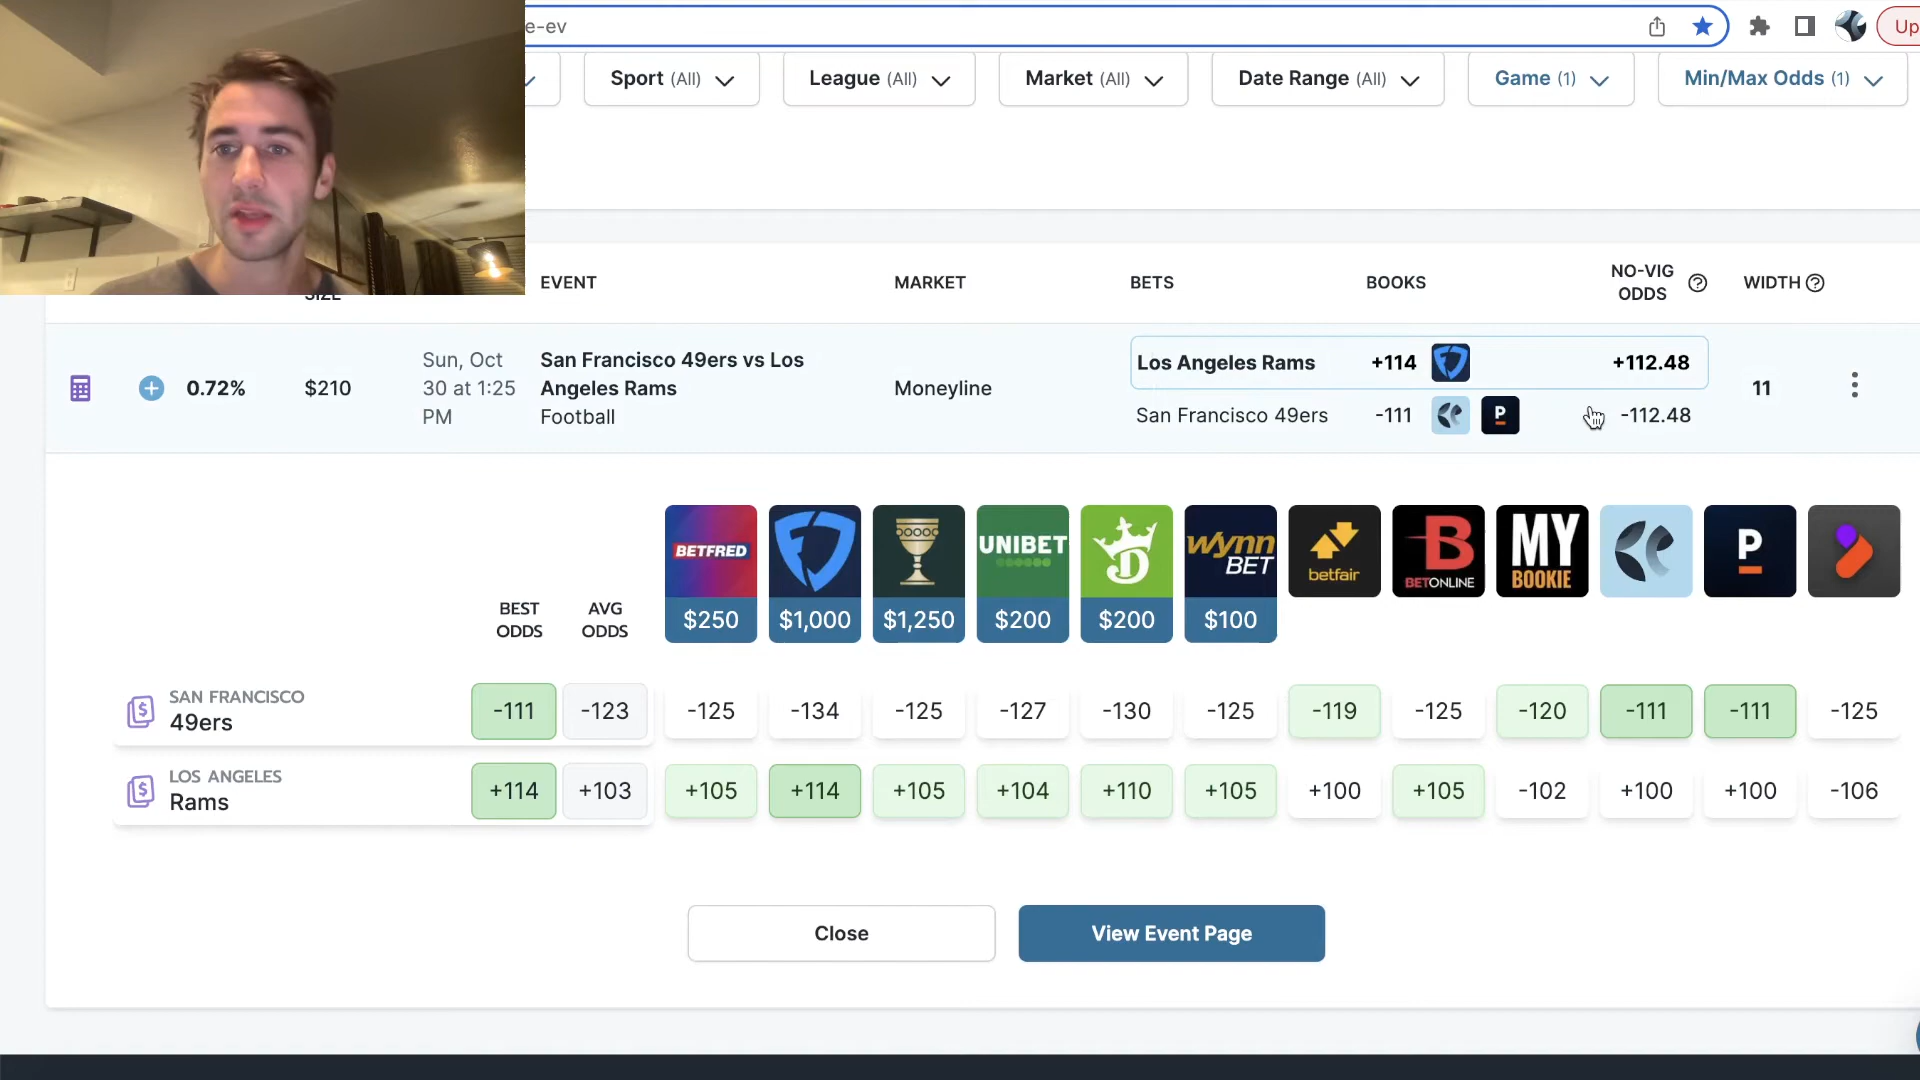 e-ev
Up
Sport (All)
League (All)
Market (All)
Date Range (All)
Game (1)
Min/Max Odds (1)
SIZE
EVENT
MARKET
BETS
BOOKS
NO-VIG
ODDS
WIDTH
0.72%
$210
Sun, Oct
30 at 1:25
PM
San Francisco 49ers vs Los
Angeles Rams
Football
Moneyline
Los Angeles Rams +114 +112.48
San Francisco 49ers -111 P -112.48
11
BETFRED
UNIBET
wynn
BET
betfair
B
BETONLINE
MY
BOOKIE
P
BEST
ODDS
AVG
ODDS
$250 $1,000 $1,250 $200 $200 $100
SAN FRANCISCO
49ers
-111 -123 -125 -134 -125 -127 -130 -125 -119 -125 -120 -111 -111 -125
LOS ANGELES
Rams
+114 +103 +105 +114 +105 +104 +110 +105 +100 +105 -102 +100 +100 -106
Close
View Event Page